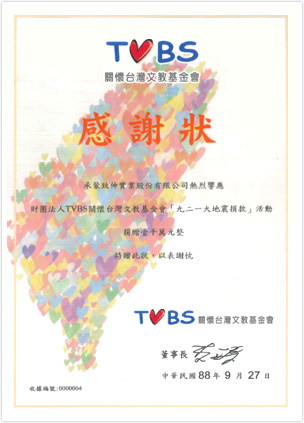 TVBS
關懷台灣文教基金會
感謝狀
承蒙致伸實業股份有限公司熱烈響應
財團法人TVBS關懷台灣文教基金會「九二一大地震捐款」活動
捐贈壹千萬元整
特贈此狀，以表謝忱
TVBS 關懷台灣文教基金會
董事長
中華民國 88 年 9 月 27 日
收據編號:0000004